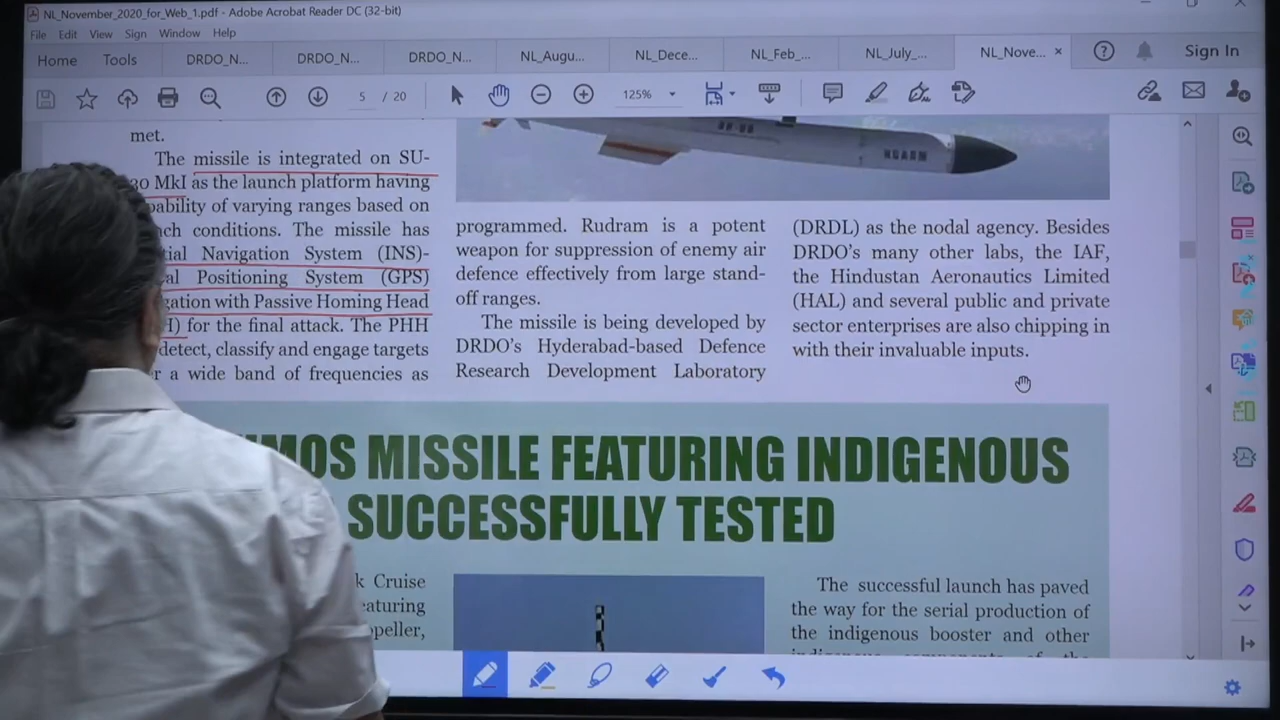 NL_November_2020_for_Web_1.pdf - Adobe Acrobat Reader DC (32-bit)
File Edit View Sign Window Help
Home Tools DRDO_N... DRDO_N... DRDO_N... NL_Augu... NL_Dece... NL_Feb_... NL_July_... NL_Nove... × ? Sign In
5 / 20 125%
met.
The missile is integrated on SU-
30 MkI as the launch platform having
pability of varying ranges based on
ch conditions. The missile has
tial Navigation System (INS)-
al Positioning System (GPS)
gation with Passive Homing Head
H) for the final attack. The PHH
detect, classify and engage targets
r a wide band of frequencies as
NGARM
programmed. Rudram is a potent
weapon for suppression of enemy air
defence effectively from large stand-
off ranges.
The missile is being developed by
DRDO's Hyderabad-based Defence
Research Development Laboratory
(DRDL) as the nodal agency. Besides
DRDO's many other labs, the IAF,
the Hindustan Aeronautics Limited
(HAL) and several public and private
sector enterprises are also chipping in
with their invaluable inputs.
MOS MISSILE FEATURING INDIGENOUS
SUCCESSFULLY TESTED
k Cruise
eaturing
opeller,
The successful launch has paved
the way for the serial production of
the indigenous booster and other